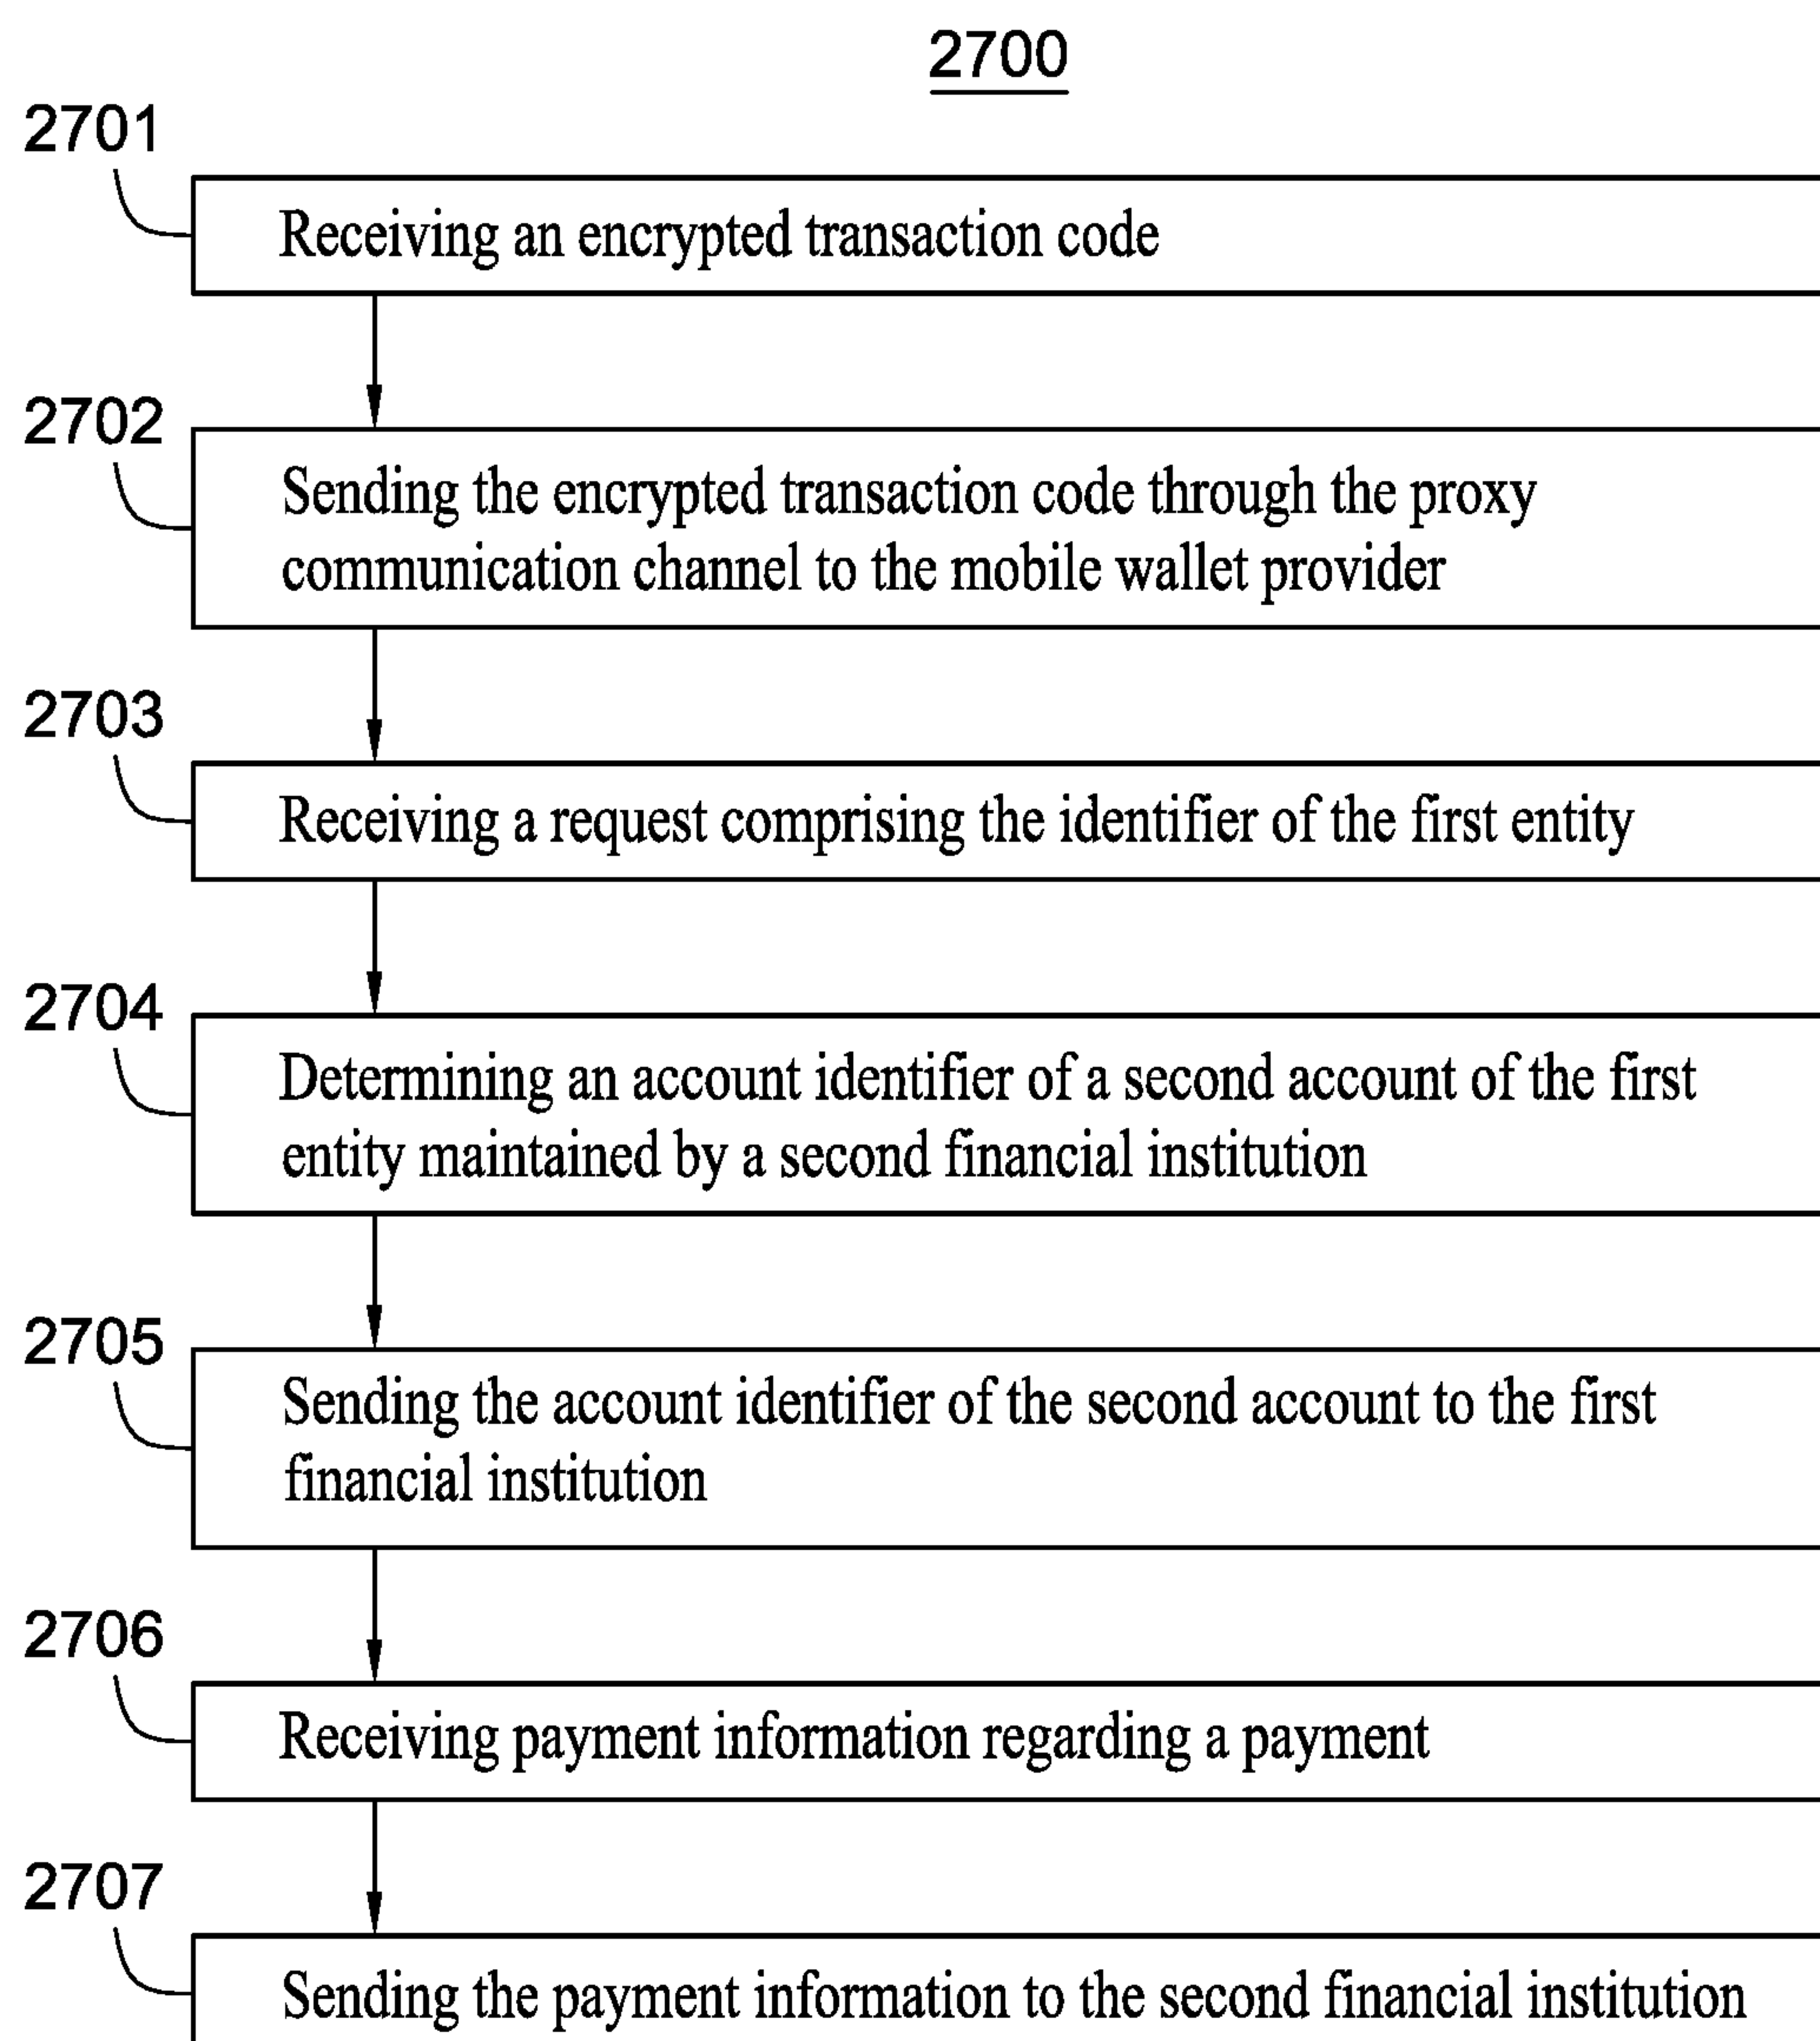 2700
2701
Receiving an encrypted transaction code
2702
Sending the encrypted transaction code through the proxy
communication channel to the mobile wallet provider
2703
Receiving a request comprising the identifier of the first entity
2704
Determining an account identifier of a second account of the first
entity maintained by a second financial institution
2705
Sending the account identifier of the second account to the first
financial institution
2706
Receiving payment information regarding a payment
2707
Sending the payment information to the second financial institution